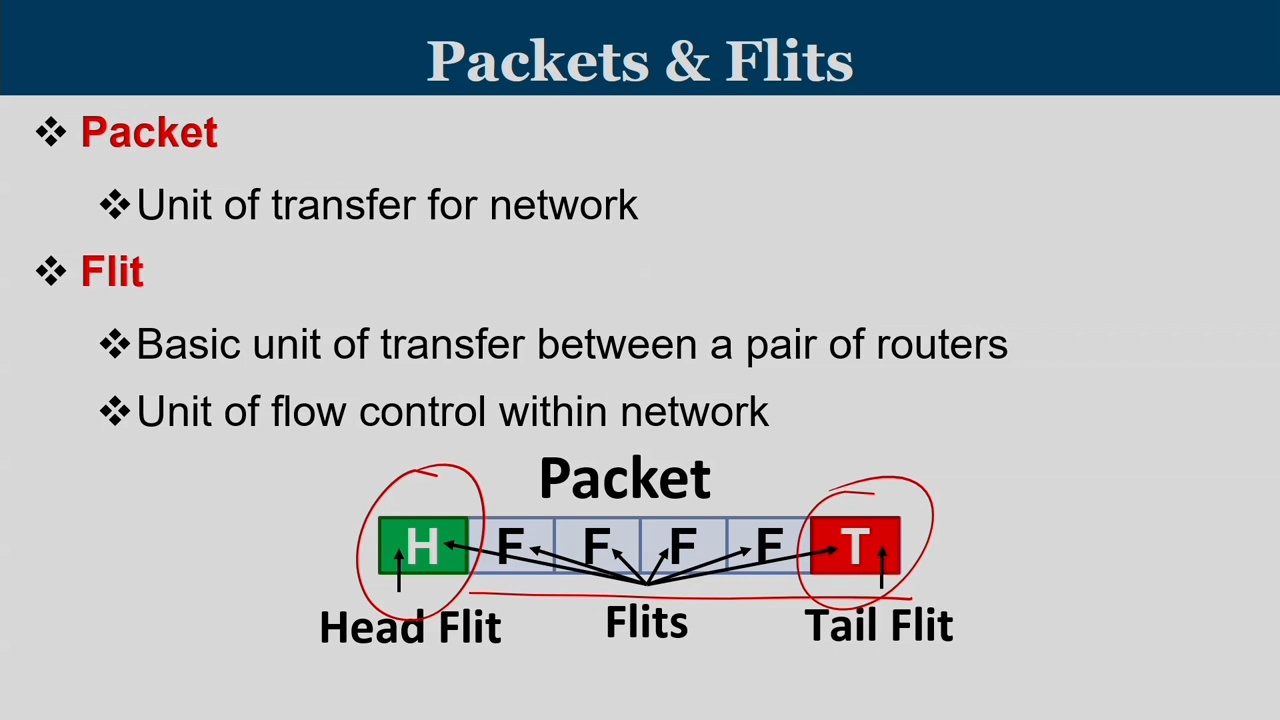 Packets & Flits
❖ Packet
❖Unit of transfer for network
❖ Flit
❖Basic unit of transfer between a pair of routers
❖Unit of flow control within network
Packet
H F F F F T
Head Flit Flits Tail Flit